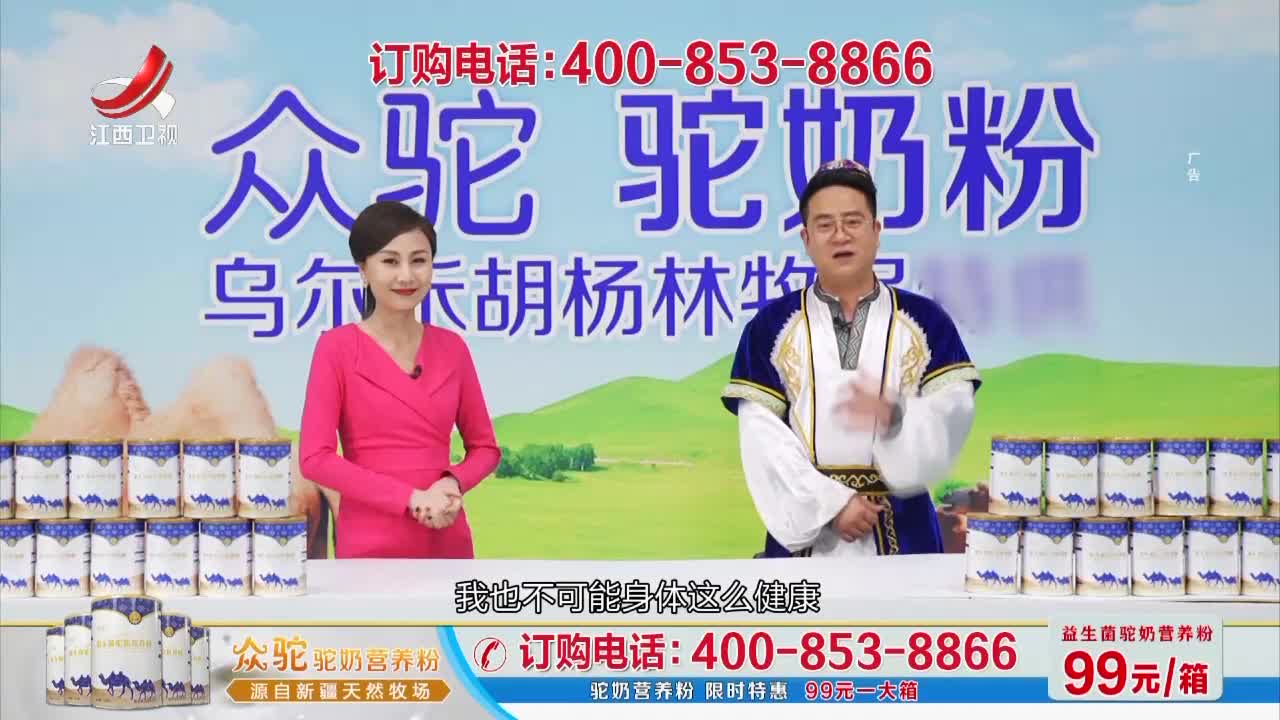 订购电话:400-853-8866
江西卫视
广告
众驼 驼奶粉
乌尔禾胡杨林牧
我也不可能身体这么健康
众驼驼奶营养粉
源自新疆天然牧场
订购电话:400-853-8866
驼奶营养粉 限时特惠 99元一大箱
益生菌驼奶营养粉
99元/箱